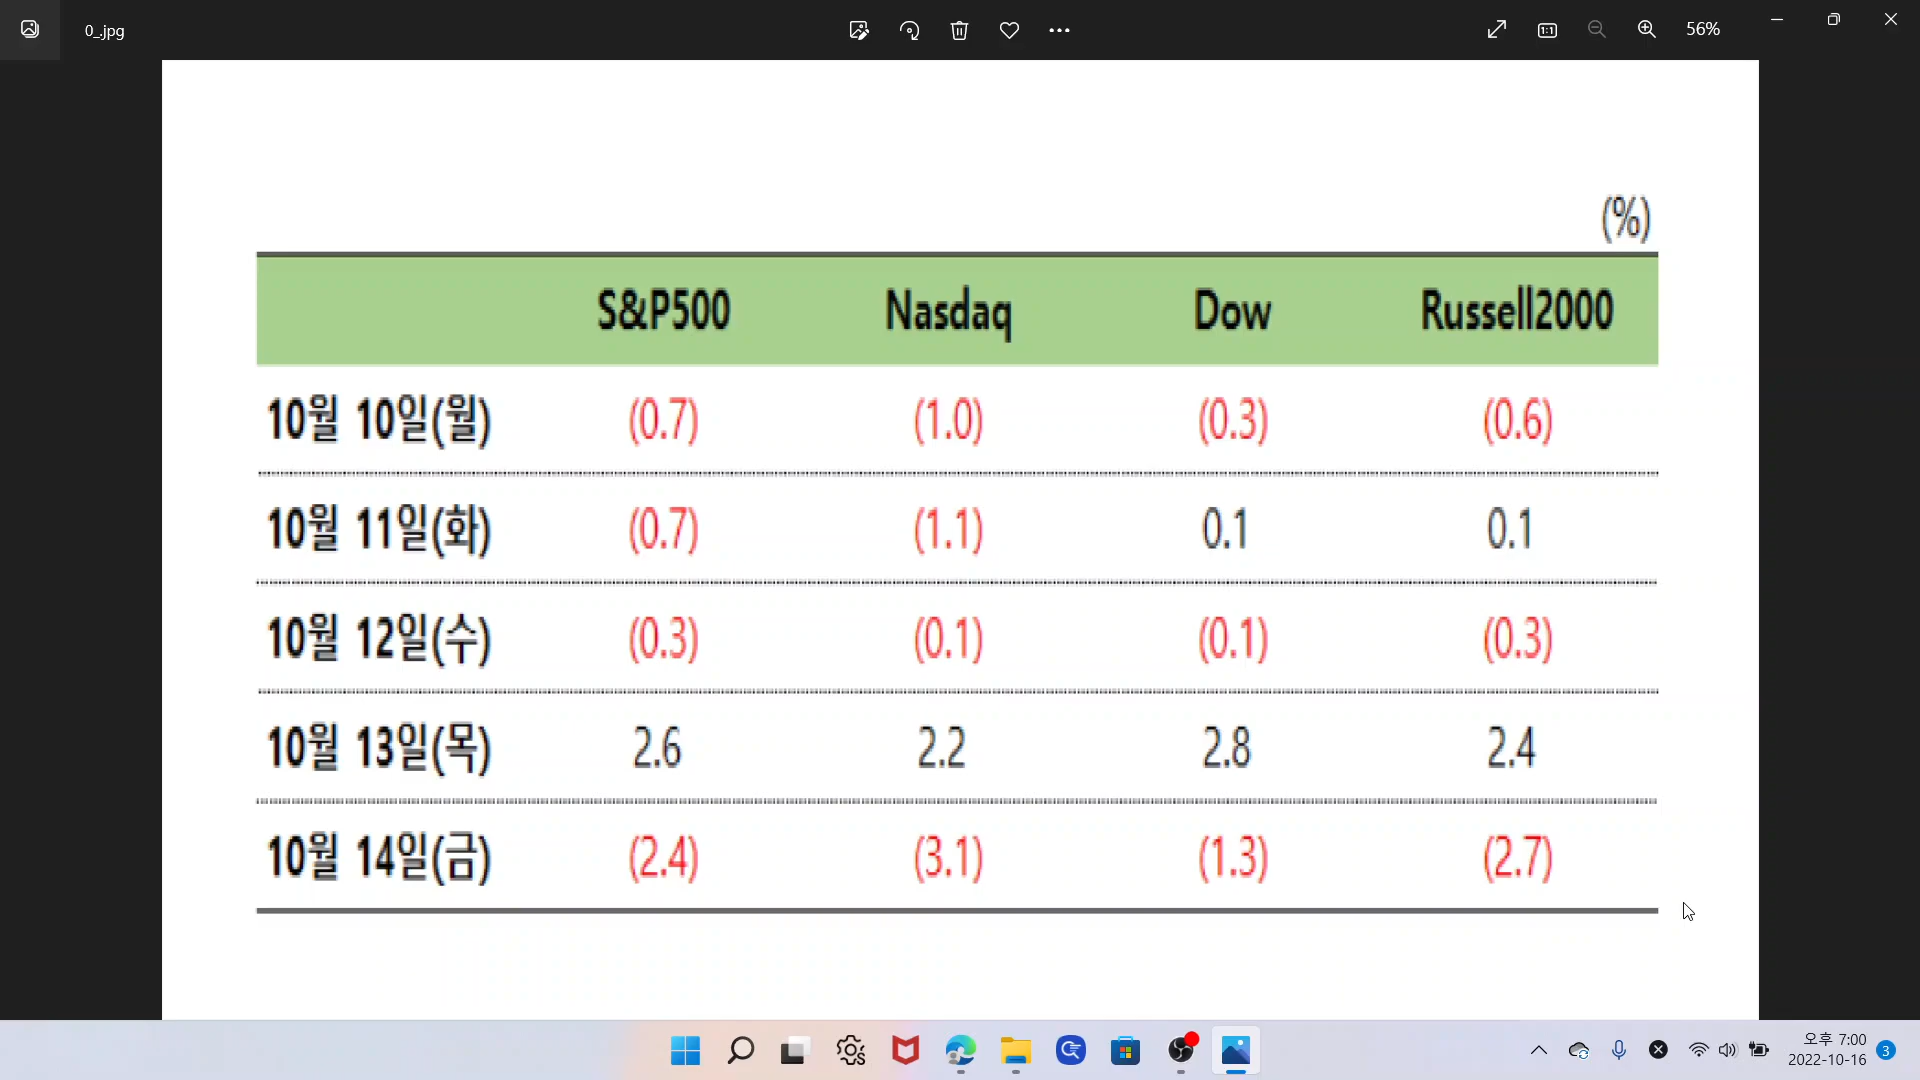 0_.jpg
56%
(%)
S&P500 Nasdaq Dow Russell2000
10월 10일(월) (0.7) (1.0) (0.3) (0.6)
10월 11일(화) (0.7) (1.1) 0.1 0.1
10월 12일(수) (0.3) (0.1) (0.1) (0.3)
10월 13일(목) 2.6 2.2 2.8 2.4
10월 14일(금) (2.4) (3.1) (1.3) (2.7)
오후 7:00
2022-10-16
3